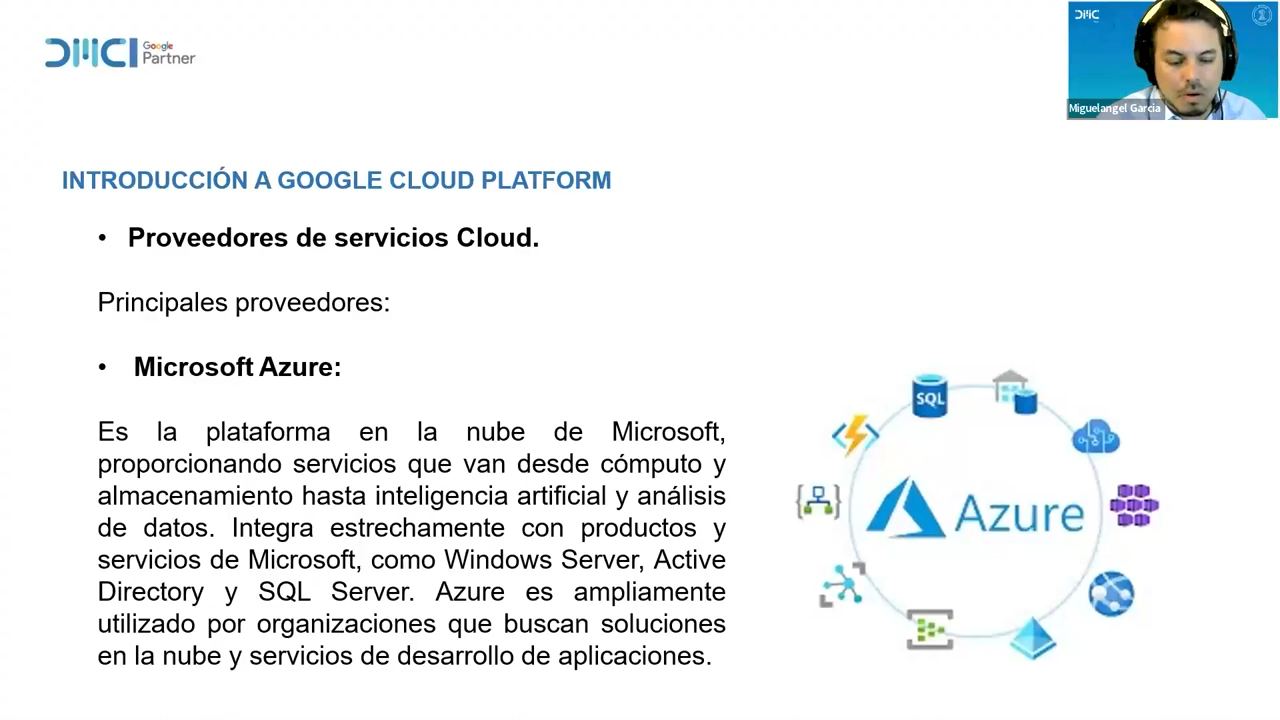 DMC Google Partner
DMC
Miguelangel Garcia
INTRODUCCIÓN A GOOGLE CLOUD PLATFORM
• Proveedores de servicios Cloud.
Principales proveedores:
• Microsoft Azure:
Es la plataforma en la nube de Microsoft,
proporcionando servicios que van desde cómputo y
almacenamiento hasta inteligencia artificial y análisis
de datos. Integra estrechamente con productos y
servicios de Microsoft, como Windows Server, Active
Directory y SQL Server. Azure es ampliamente
utilizado por organizaciones que buscan soluciones
en la nube y servicios de desarrollo de aplicaciones.
SQL
Azure